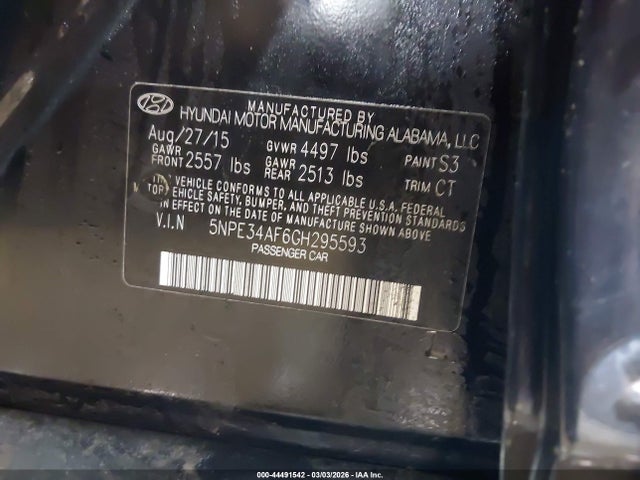 MANUFACTURED BY
HYUNDAI MOTOR MANUFACTURING ALABAMA, LLC
Aug/27/15 GVWR 4497 lbs PAINT S3
GAWR FRONT 2557 lbs GAWR REAR 2513 lbs TRIM CT
VEHICLE CONFORMS TO ALL APPLICABLE U.S.A. FEDERAL
MOTOR VEHICLE SAFETY, BUMPER, AND THEFT PREVENTION STANDARDS
IN EFFECT ON THE DATE OF MANUFACTURE SHOWN ABOVE
V.I.N 5NPE34AF6GH295593
PASSENGER CAR
000-44491542 - 03/03/2026 - IAA Inc.